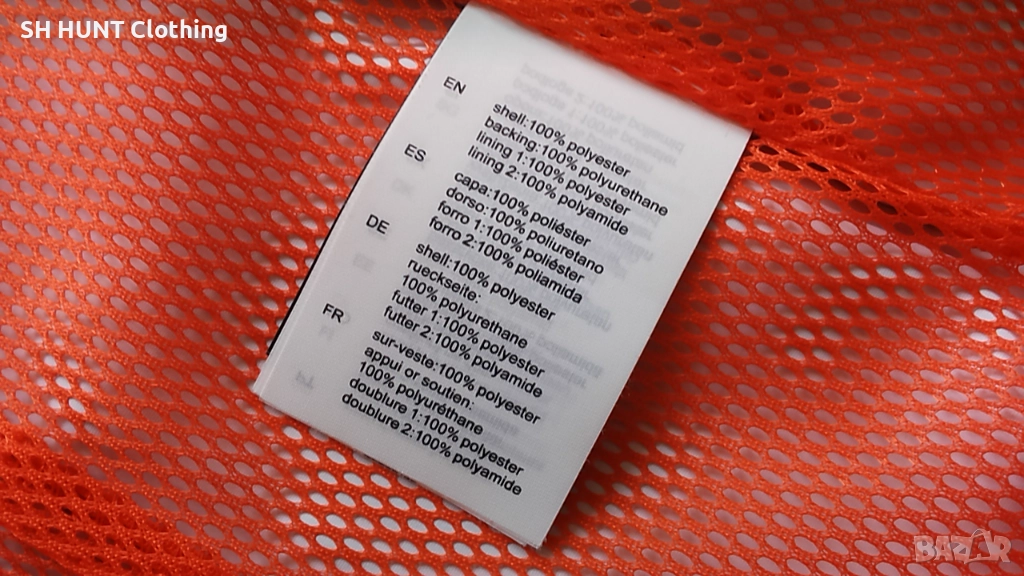 SH HUNT Clothing
EN
shell:100% polyester
backing:100% polyurethane
lining 1:100% polyester
lining 2:100% polyamide
ES
capa:100% poliéster
dorso:100% poliuretano
forro 1:100% poliéster
forro 2:100% poliamida
DE
shell:100% polyester
rueckseite:
100% polyurethane
futter 1:100% polyester
futter 2:100% polyamide
FR
sur-veste:100% polyester
appui or soutien:
100% polyuréthane
doublure 1:100% polyester
doublure 2:100% polyamide
BAZAR